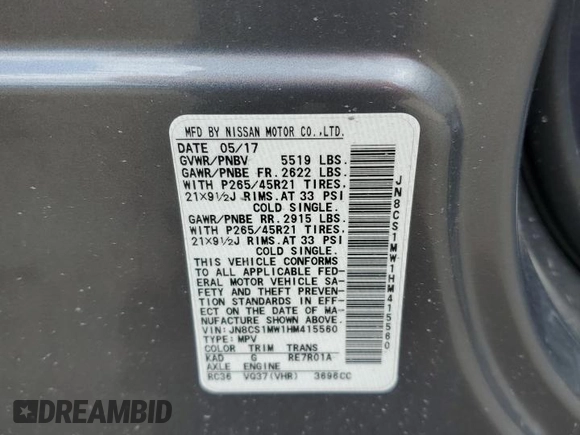 MFD BY NISSAN MOTOR CO.,LTD.
DATE 05/17
GVWR/PNBV 5519 LBS.
GAWR/PNBE FR. 2622 LBS.
WITH P265/45R21 TIRES,
21X9½J RIMS.AT 33 PSI
COLD SINGLE.
GAWR/PNBE RR. 2915 LBS.
WITH P265/45R21 TIRES,
21X9½J RIMS.AT 33 PSI
COLD SINGLE.
THIS VEHICLE CONFORMS
TO ALL APPLICABLE FED-
ERAL MOTOR VEHICLE SA-
FETY AND THEFT PREVEN-
TION STANDARDS IN EFF-
ECT ON THE DATE OF MA-
NUFACTURE SHOWN ABOVE.
VIN:JN8CS1MW1HM415560
TYPE:MPV
COLOR TRIM TRANS
KAD G RE7R01A
AXLE ENGINE
RC36 VQ37(VHR) 3696CC
JN8CS1MW1HM415560
DREAMBID